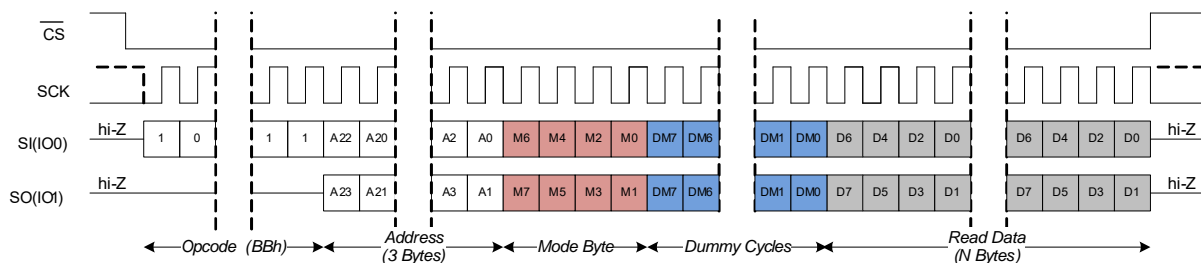 CS
SCK
hi-Z hi-Z
SI(IO0) 1 0 1 1 A22 A20 A2 A0 M6 M4 M2 M0 DM7 DM6 DM1 DM0 D6 D4 D2 D0 D6 D4 D2 D0
hi-Z hi-Z
SO(IO1) A23 A21 A3 A1 M7 M5 M3 M1 DM7 DM6 DM1 DM0 D7 D5 D3 D1 D7 D5 D3 D1
Opcode (BBh) Address Mode Byte Dummy Cycles Read Data
(3 Bytes) (N Bytes)